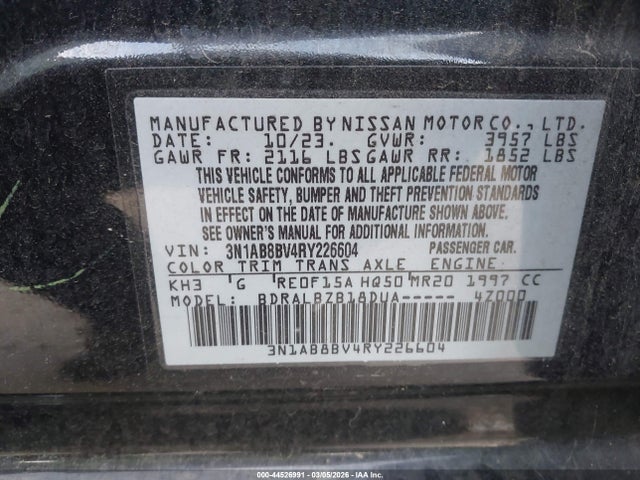 MANUFACTURED BY NISSAN MOTOR CO., LTD.
DATE: 10/23. GVWR: 3957 LBS
GAWR FR: 2116 LBS GAWR RR: 1852 LBS
THIS VEHICLE CONFORMS TO ALL APPLICABLE FEDERAL MOTOR
VEHICLE SAFETY, BUMPER AND THEFT PREVENTION STANDARDS
IN EFFECT ON THE DATE OF MANUFACTURE SHOWN ABOVE.
SEE OWNER'S MANUAL FOR ADDITIONAL INFORMATION.
VIN: 3N1AB8BV4RY226604 PASSENGER CAR.
COLOR TRIM TRANS AXLE ENGINE:
KH3 G RE0F15A HQ50 MR20 1997 CC
BDRALBZB18DUA----- 4Z000
3N1AB8BV4RY226604
000-44526991 - 03/05/2026 - IAA Inc.